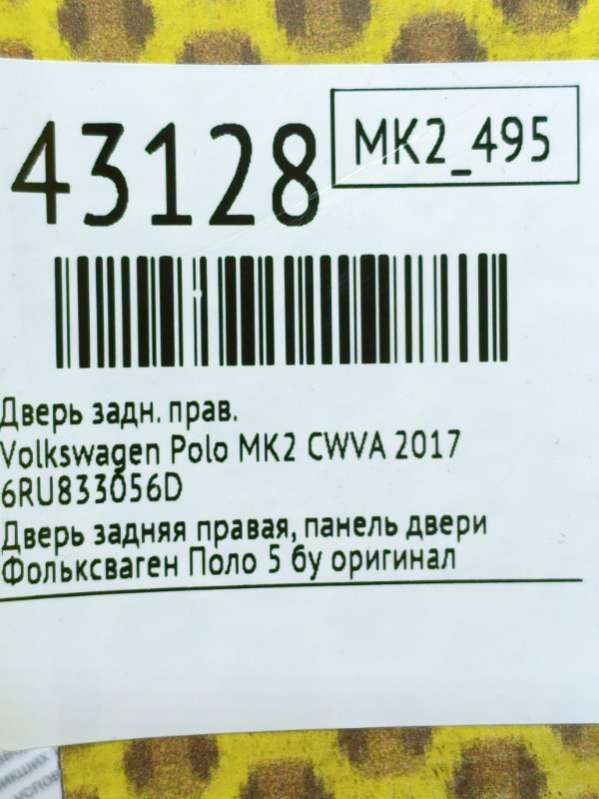 43128
MK2_495
Дверь задн. прав.
Volkswagen Polo MK2 CWVA 2017
6RU833056D
Дверь задняя правая, панель двери
Фольксваген Поло 5 бу оригинал